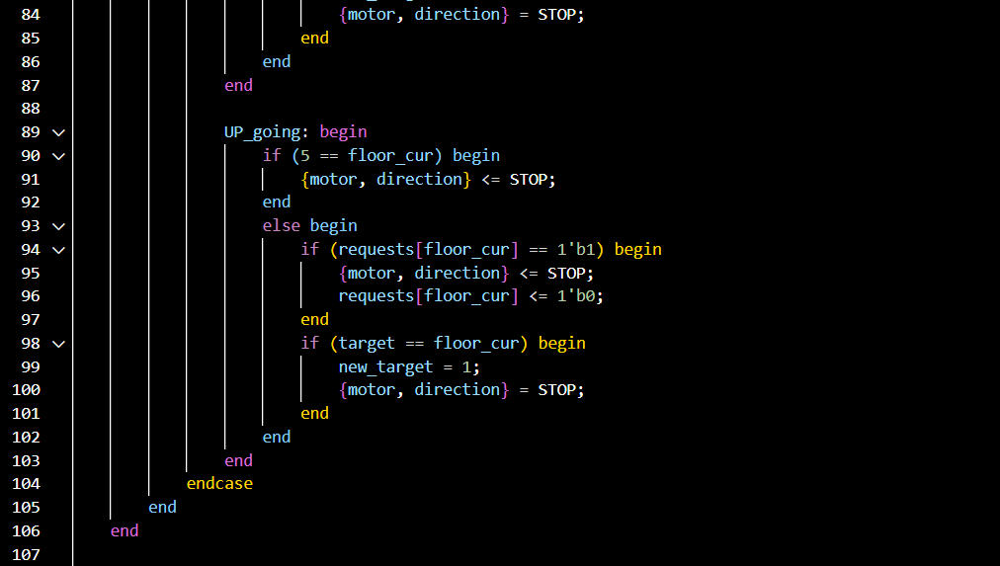 84 {motor, direction} = STOP;
85 end
86 end
87 end
88
89 UP_going: begin
90 if (5 == floor_cur) begin
91 {motor, direction} <= STOP;
92 end
93 else begin
94 if (requests[floor_cur] == 1'b1) begin
95 {motor, direction} <= STOP;
96 requests[floor_cur] <= 1'b0;
97 end
98 if (target == floor_cur) begin
99 new_target = 1;
100 {motor, direction} = STOP;
101 end
102 end
103 end
104 endcase
105 end
106 end
107